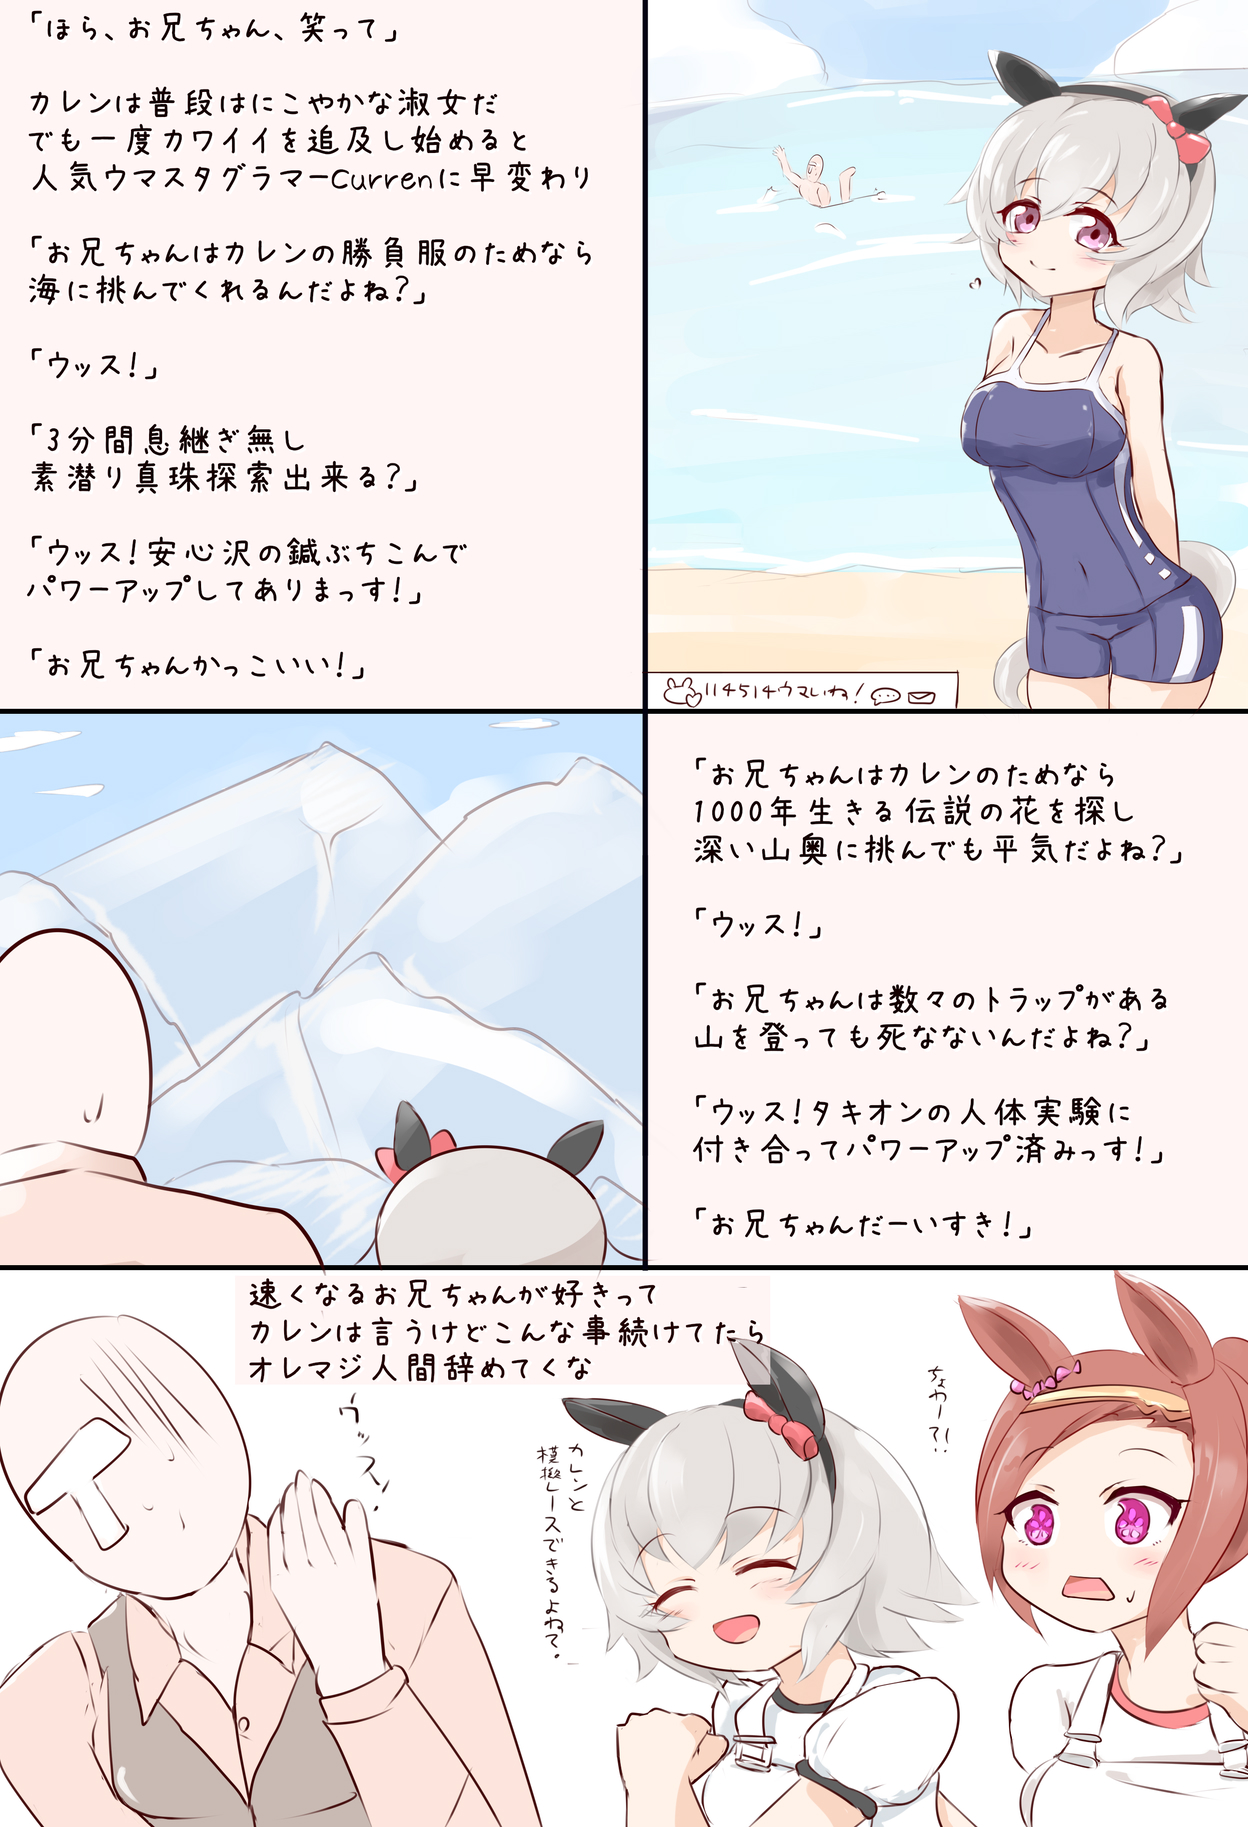 「ほら、お兄ちゃん、笑って」
カレンは普段はにこやかな淑女だ
でも一度カワイイを追及し始めると
人気ウマスタグラマーCurrenに早変わり
「お兄ちゃんはカレンの勝負服のためなら
海に挑んでくれるんだよね?」
「ウッス!」
「3分間息継ぎ無し
素潜り真珠探索出来る?」
「ウッス!安心沢の鍼ぶちこんで
パワーアップしてありまっす!」
「お兄ちゃんかっこいい!」
114514ウマいね!
「お兄ちゃんはカレンのためなら
1000年生きる伝説の花を探し
深い山奥に挑んでも平気だよね?」
「ウッス!」
「お兄ちゃんは数々のトラップがある
山を登っても死なないんだよね?」
「ウッス!タキオンの人体実験に
付き合ってパワーアップ済みっす!」
「お兄ちゃんだーいすき!」
速くなるお兄ちゃんが好きって
カレンは言うけどこんな事続けてたら
オレマジ人間辞めてくな
ウッス!
カレンと
模擬レースできるよねて。
ちょわーて!!